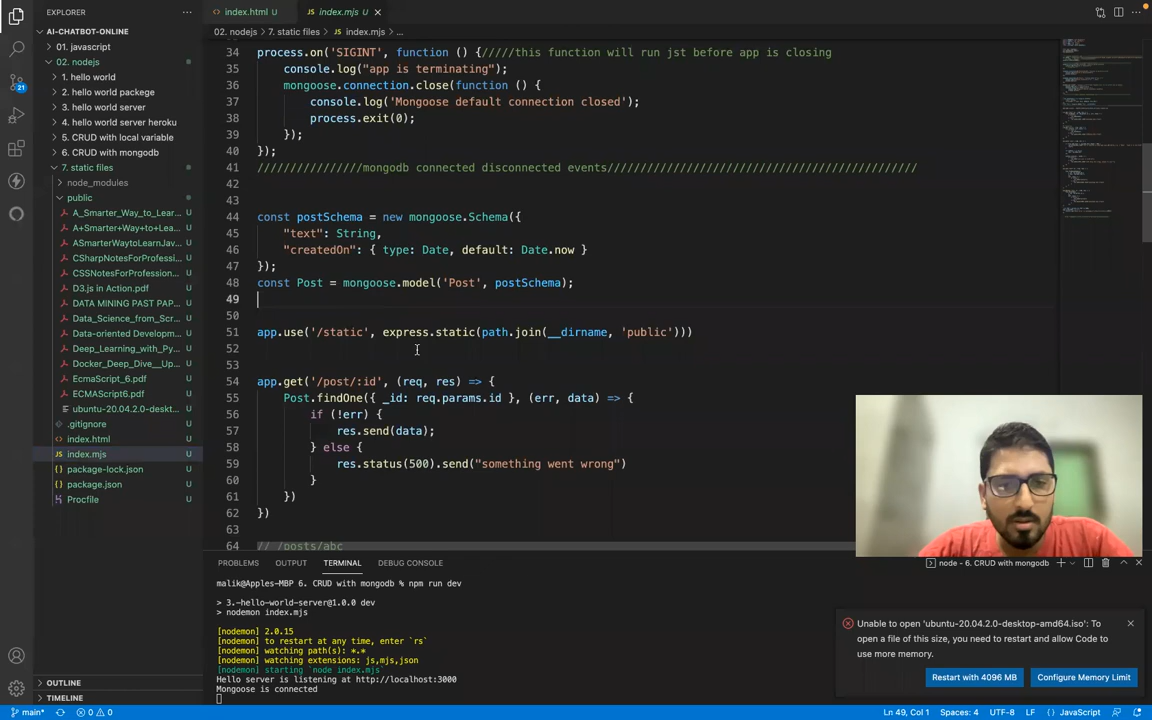 EXPLORER
index.html U
index.mjs U
AI-CHATBOT-ONLINE
01. javascript
02. nodejs
1. hello world
2. hello world packege
3. hello world server
4. hello world server heroku
5. CRUD with local variable
6. CRUD with mongodb
7. static files
node_modules
public
A_Smarter_Way_to_Lear... U
A+Smarter+Way+to+Lea... U
ASmarterWaytoLearnJav... U
CSharpNotesForProfessi... U
CSSNotesForProfession... U
D3.js in Action.pdf U
DATA MINING PAST PAP... U
Data_Science_from_Scr... U
Data-oriented Developm... U
Deep_Learning_with_Py... U
Docker_Deep_Dive__Up... U
EcmaScript_6.pdf U
ECMAScript6.pdf U
ubuntu-20.04.2.0-deskt... U
.gitignore U
index.html U
index.mjs U
package-lock.json U
package.json U
Procfile U
OUTLINE
TIMELINE
21
02. nodejs > 7. static files > index.mjs > ...
34 process.on('SIGINT', function () {/////this function will run jst before app is closing
35 console.log("app is terminating");
36 mongoose.connection.close(function () {
37 console.log('Mongoose default connection closed');
38 process.exit(0);
39 });
40 });
41 ////////////////mongodb connected disconnected events///////////////////////////////////////////////
42
43
44 const postSchema = new mongoose.Schema({
45 "text": String,
46 "createdOn": { type: Date, default: Date.now }
47 });
48 const Post = mongoose.model('Post', postSchema);
49
50
51 app.use('/static', express.static(path.join(__dirname, 'public')))
52
53
54 app.get('/post/:id', (req, res) => {
55 Post.findOne({ _id: req.params.id }, (err, data) => {
56 if (!err) {
57 res.send(data);
58 } else {
59 res.status(500).send("something went wrong")
60 }
61 })
62 })
63
64 // /posts/abc
PROBLEMS OUTPUT TERMINAL DEBUG CONSOLE
node - 6. CRUD with mongodb
malik@Apples-MBP 6. CRUD with mongodb % npm run dev
> 3.-hello-world-server@1.0.0 dev
> nodemon index.mjs
[nodemon] 2.0.15
[nodemon] to restart at any time, enter `rs`
[nodemon] watching path(s): *.*
[nodemon] watching extensions: js,mjs,json
[nodemon] starting `node index.mjs`
Hello server is listening at http://localhost:3000
Mongoose is connected
Unable to open 'ubuntu-20.04.2.0-desktop-amd64.iso': To
open a file of this size, you need to restart and allow Code to
use more memory.
Restart with 4096 MB
Configure Memory Limit
main* 0 0
Ln 49, Col 1 Spaces: 4 UTF-8 LF JavaScript